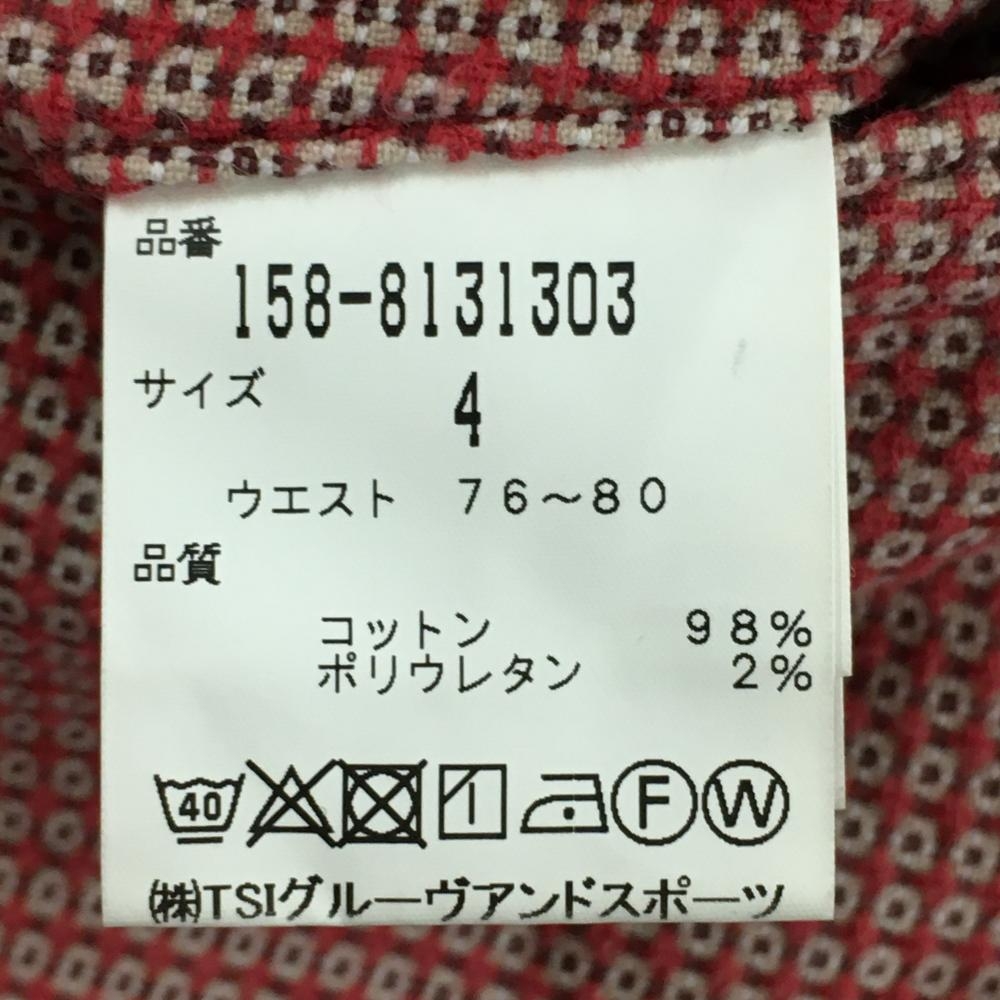 品番
158-8131303
サイズ
4
ウエスト 76～80
品質
コットン 98%
ポリウレタン 2%
40 F W
㈱TSIグルーヴアンドスポーツ